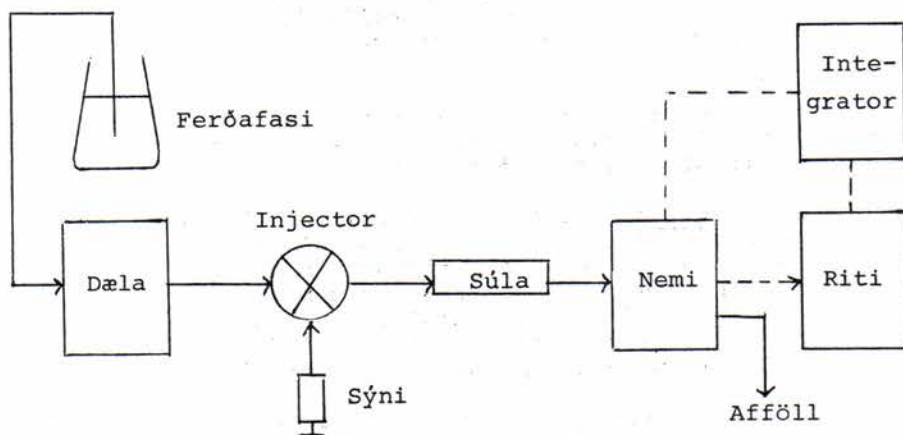 Ferðafasi
Inte-
grator
Injector
Dæla
Súla
Nemi
Riti
Sýni
Afföll